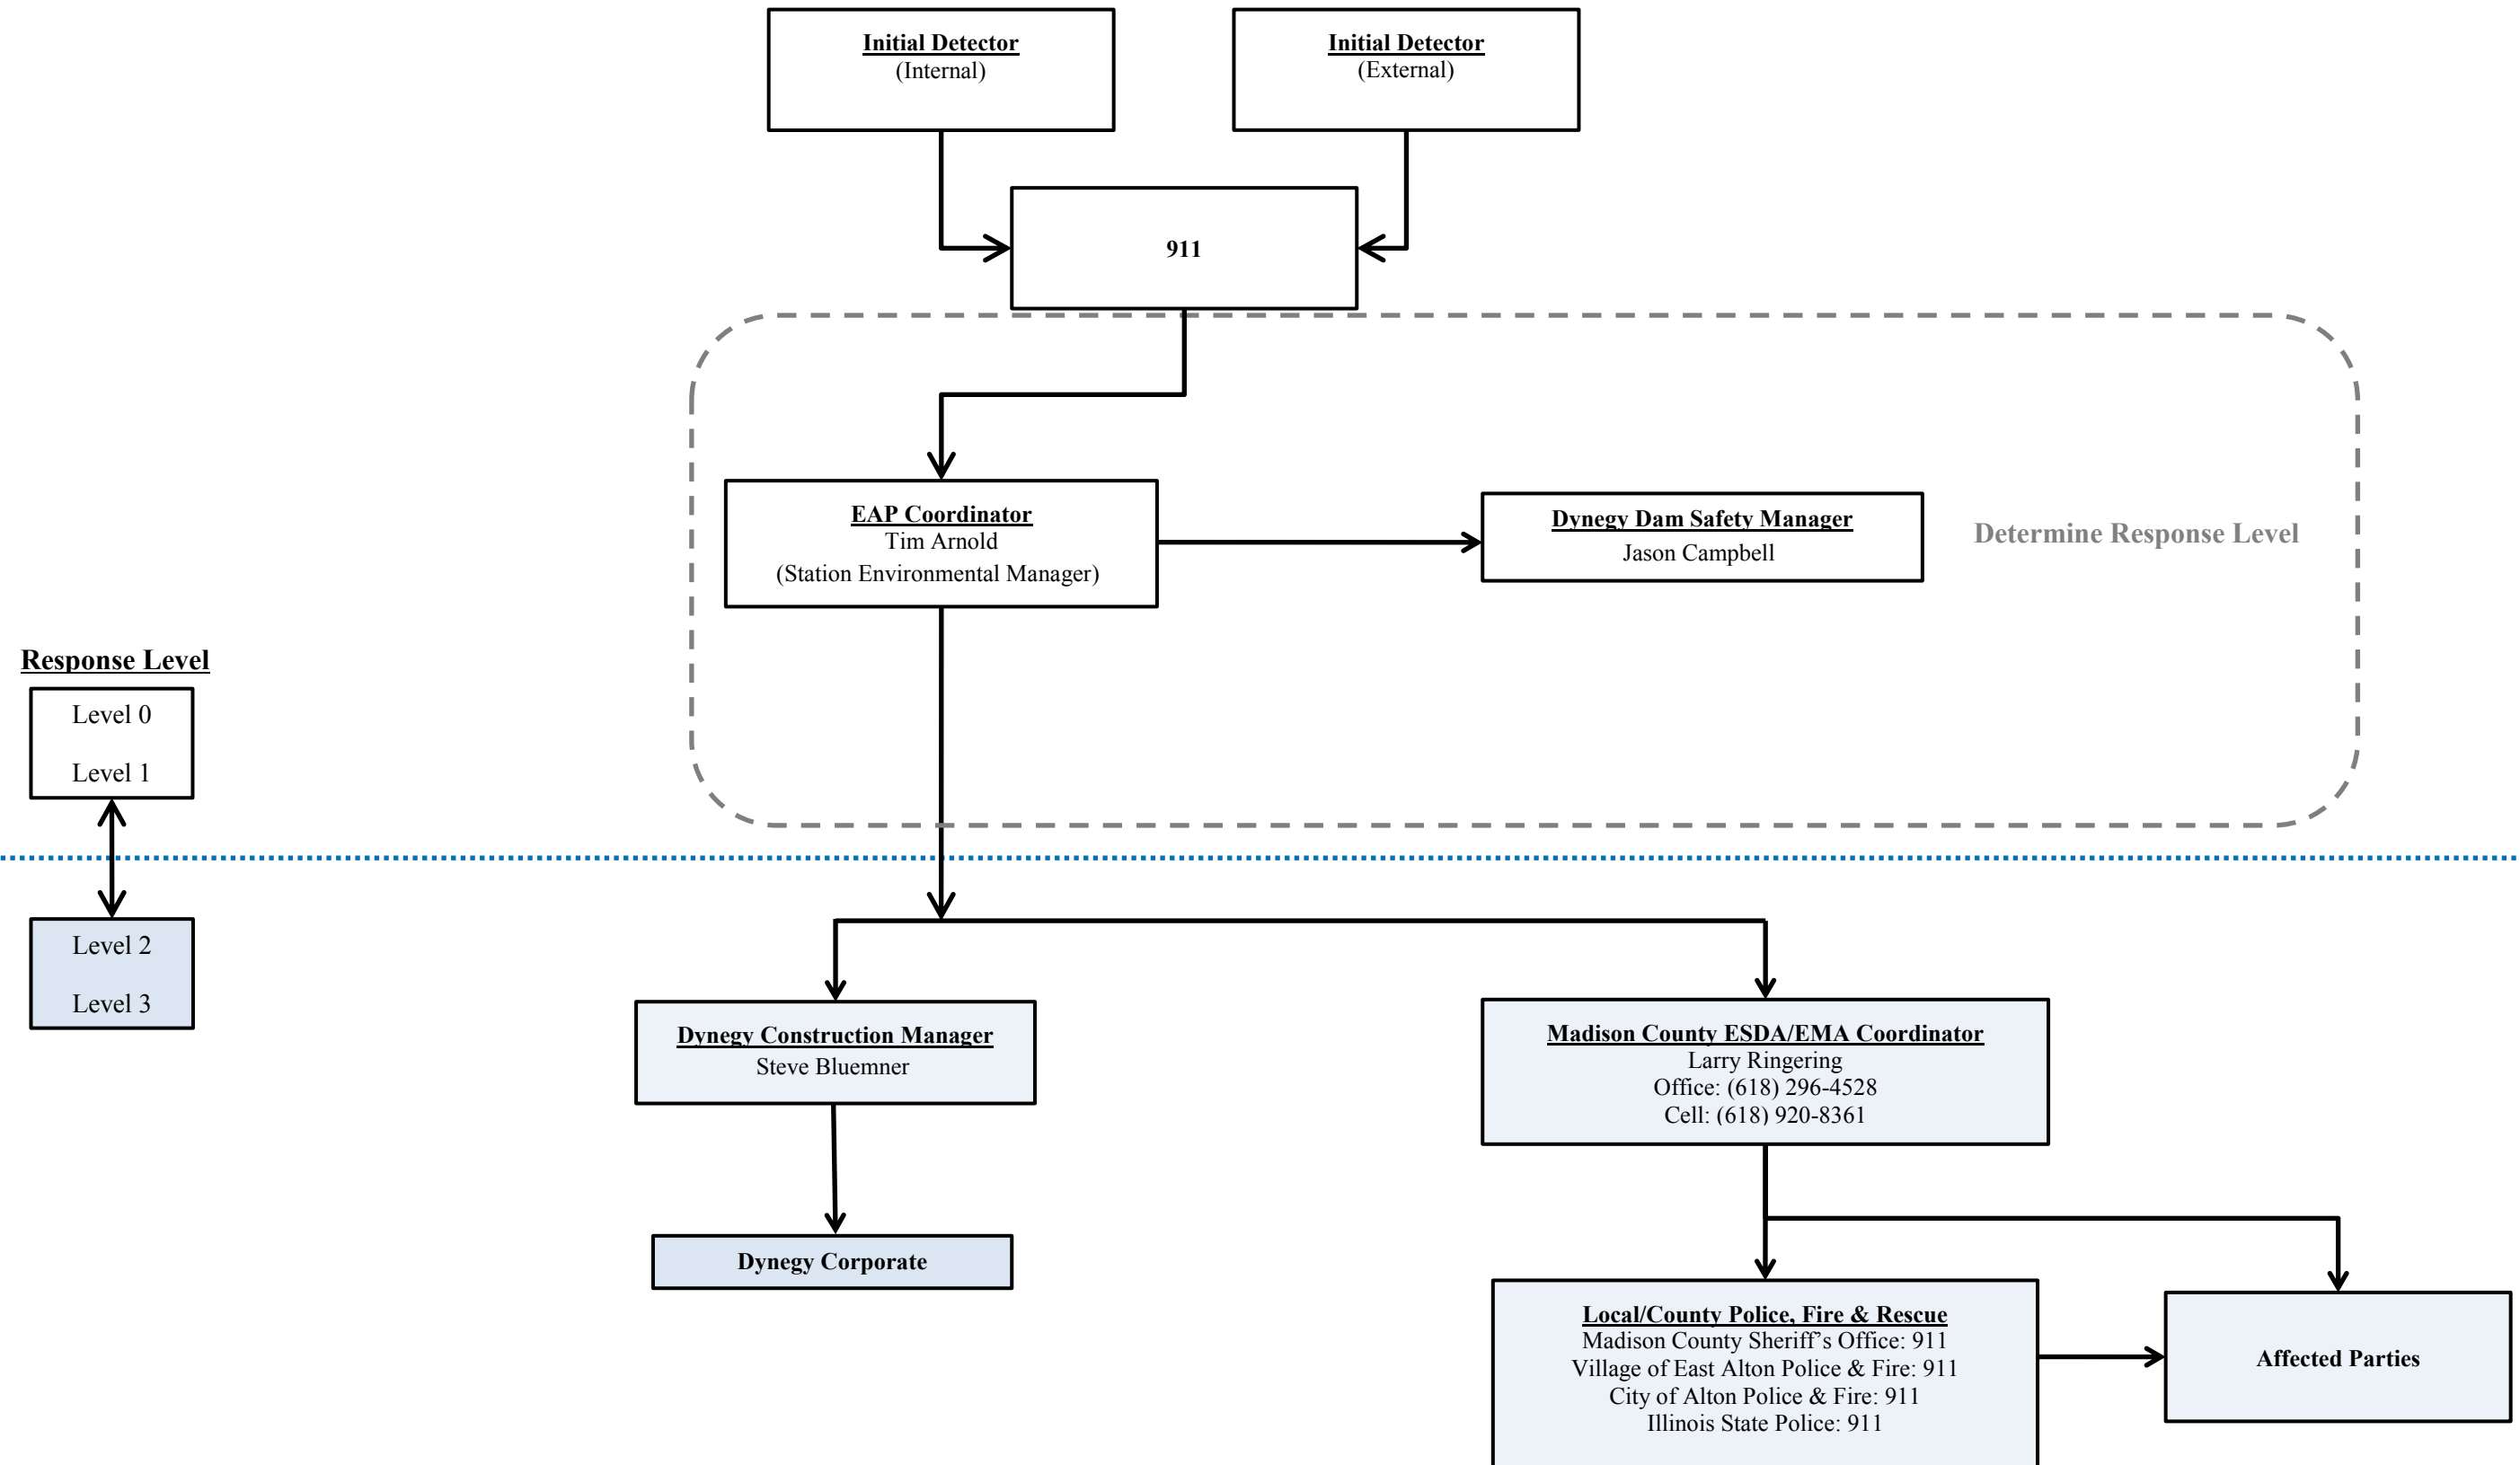 Initial Detector
(Internal)
Initial Detector
(External)
911
EAP Coordinator
Tim Arnold
(Station Environmental Manager)
Dynegy Dam Safety Manager
Jason Campbell
Determine Response Level
Response Level
Level 0
Level 1
Level 2
Level 3
Dynegy Construction Manager
Steve Bluemner
Madison County ESDA/EMA Coordinator
Larry Ringering
Office: (618) 296-4528
Cell: (618) 920-8361
Dynegy Corporate
Local/County Police, Fire & Rescue
Madison County Sheriff’s Office: 911
Village of East Alton Police & Fire: 911
City of Alton Police & Fire: 911
Illinois State Police: 911
Affected Parties